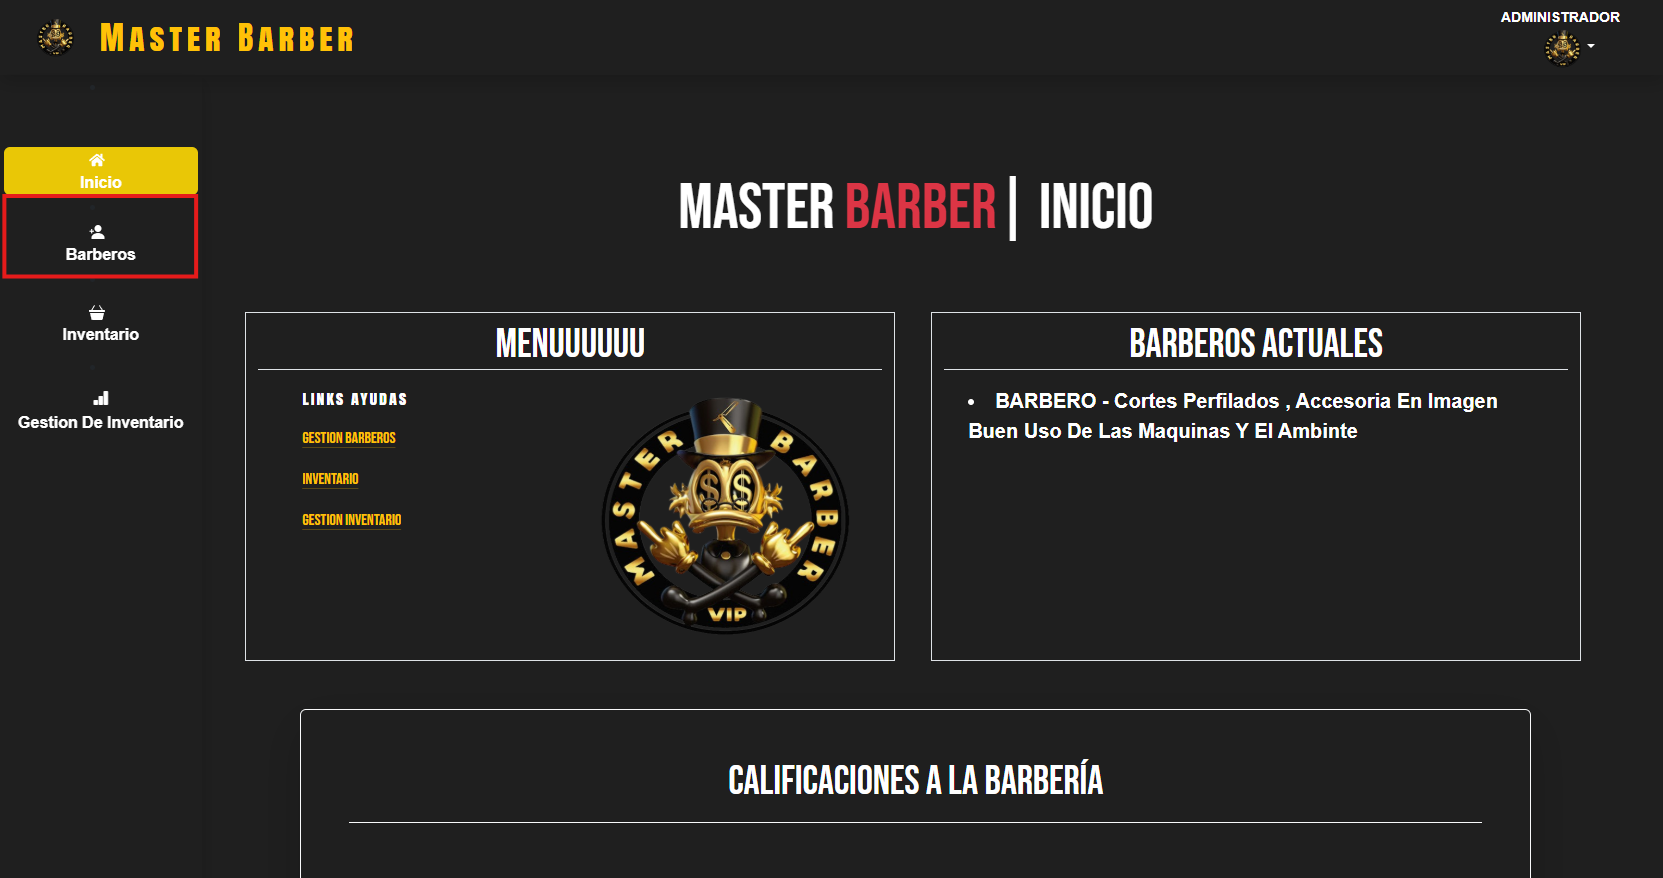 MASTER BARBER
ADMINISTRADOR
Inicio
Barberos
Inventario
Gestion De Inventario
MASTER BARBER| INICIO
MENUUUUUU
LINKS AYUDAS
GESTION BARBEROS
INVENTARIO
GESTION INVENTARIO
MASTER BARBER
VIP
BARBEROS ACTUALES
• BARBERO - Cortes Perfilados , Accesoria En Imagen
Buen Uso De Las Maquinas Y El Ambinte
CALIFICACIONES A LA BARBERÍA